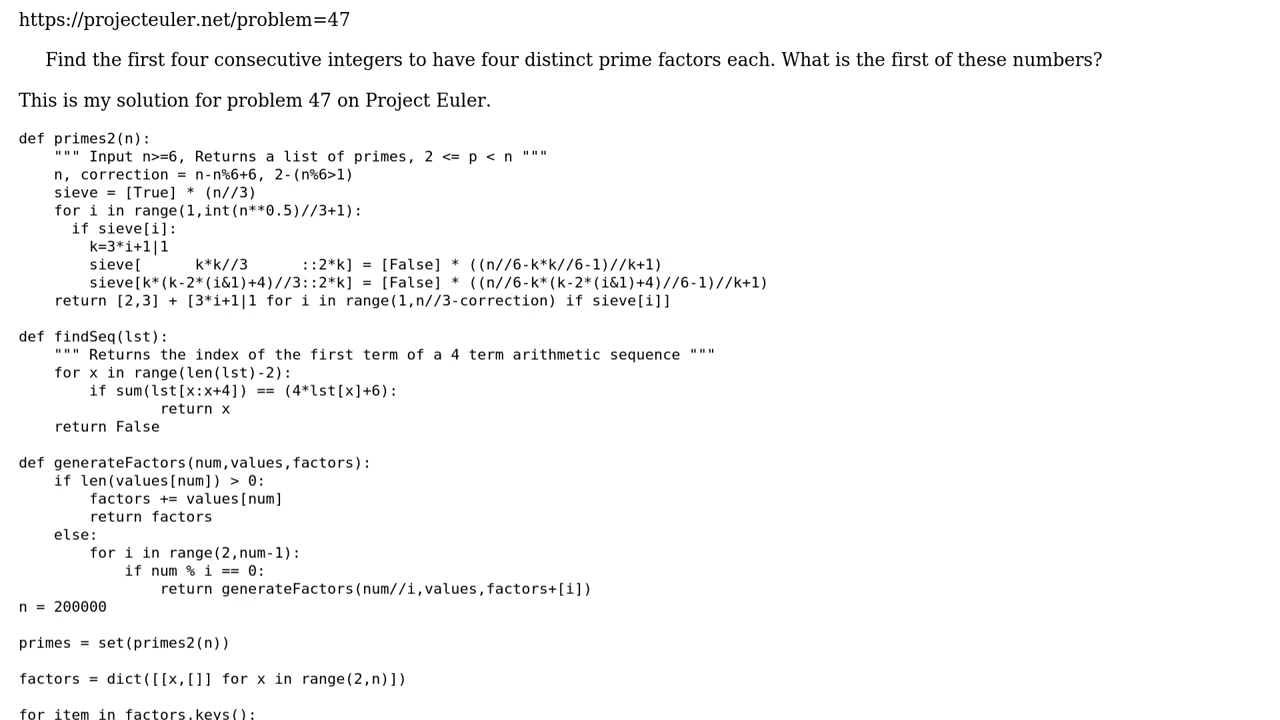 https://projecteuler.net/problem=47
Find the first four consecutive integers to have four distinct prime factors each. What is the first of these numbers?
This is my solution for problem 47 on Project Euler.
def primes2(n):
    """ Input n>=6, Returns a list of primes, 2 <= p < n """
    n, correction = n-n%6+6, 2-(n%6>1)
    sieve = [True] * (n//3)
    for i in range(1,int(n**0.5)//3+1):
      if sieve[i]:
        k=3*i+1|1
        sieve[      k*k//3      ::2*k] = [False] * ((n//6-k*k//6-1)//k+1)
        sieve[k*(k-2*(i&1)+4)//3::2*k] = [False] * ((n//6-k*(k-2*(i&1)+4)//6-1)//k+1)
    return [2,3] + [3*i+1|1 for i in range(1,n//3-correction) if sieve[i]]
def findSeq(lst):
    """ Returns the index of the first term of a 4 term arithmetic sequence """
    for x in range(len(lst)-2):
        if sum(lst[x:x+4]) == (4*lst[x]+6):
                return x
    return False
def generateFactors(num,values,factors):
    if len(values[num]) > 0:
        factors += values[num]
        return factors
    else:
        for i in range(2,num-1):
            if num % i == 0:
                return generateFactors(num//i,values,factors+[i])
n = 200000
primes = set(primes2(n))
factors = dict([[x,[]] for x in range(2,n)])
for item in factors.keys():